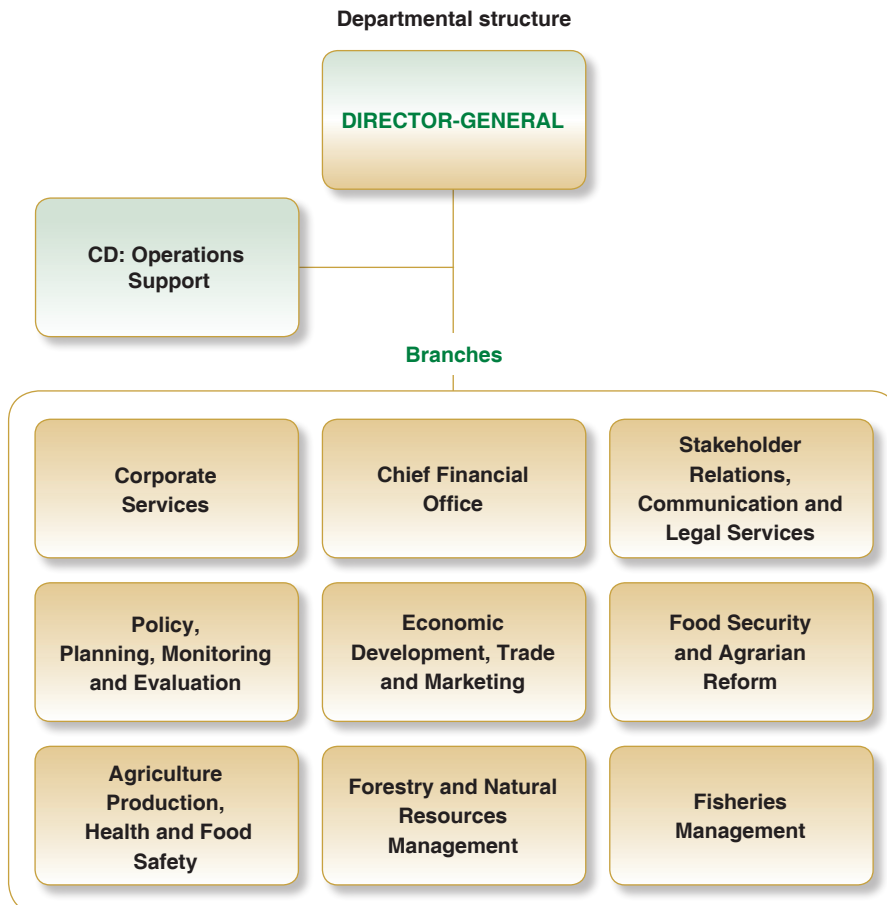 Departmental structure
DIRECTOR-GENERAL
CD: Operations
Support
Branches
Corporate
Services
Chief Financial
Office
Stakeholder
Relations,
Communication and
Legal Services
Policy,
Planning, Monitoring
and Evaluation
Economic
Development, Trade
and Marketing
Food Security
and Agrarian
Reform
Agriculture
Production,
Health and Food
Safety
Forestry and Natural
Resources
Management
Fisheries
Management